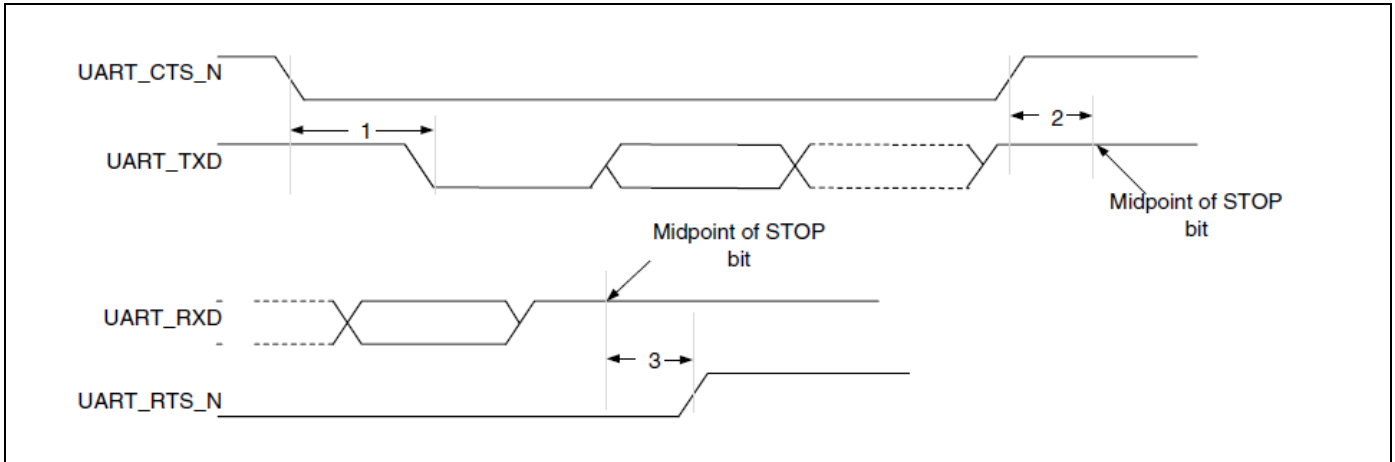 UART_CTS_N
1
2
UART_TXD
Midpoint of STOP
bit
Midpoint of STOP
bit
UART_RXD
3
UART_RTS_N